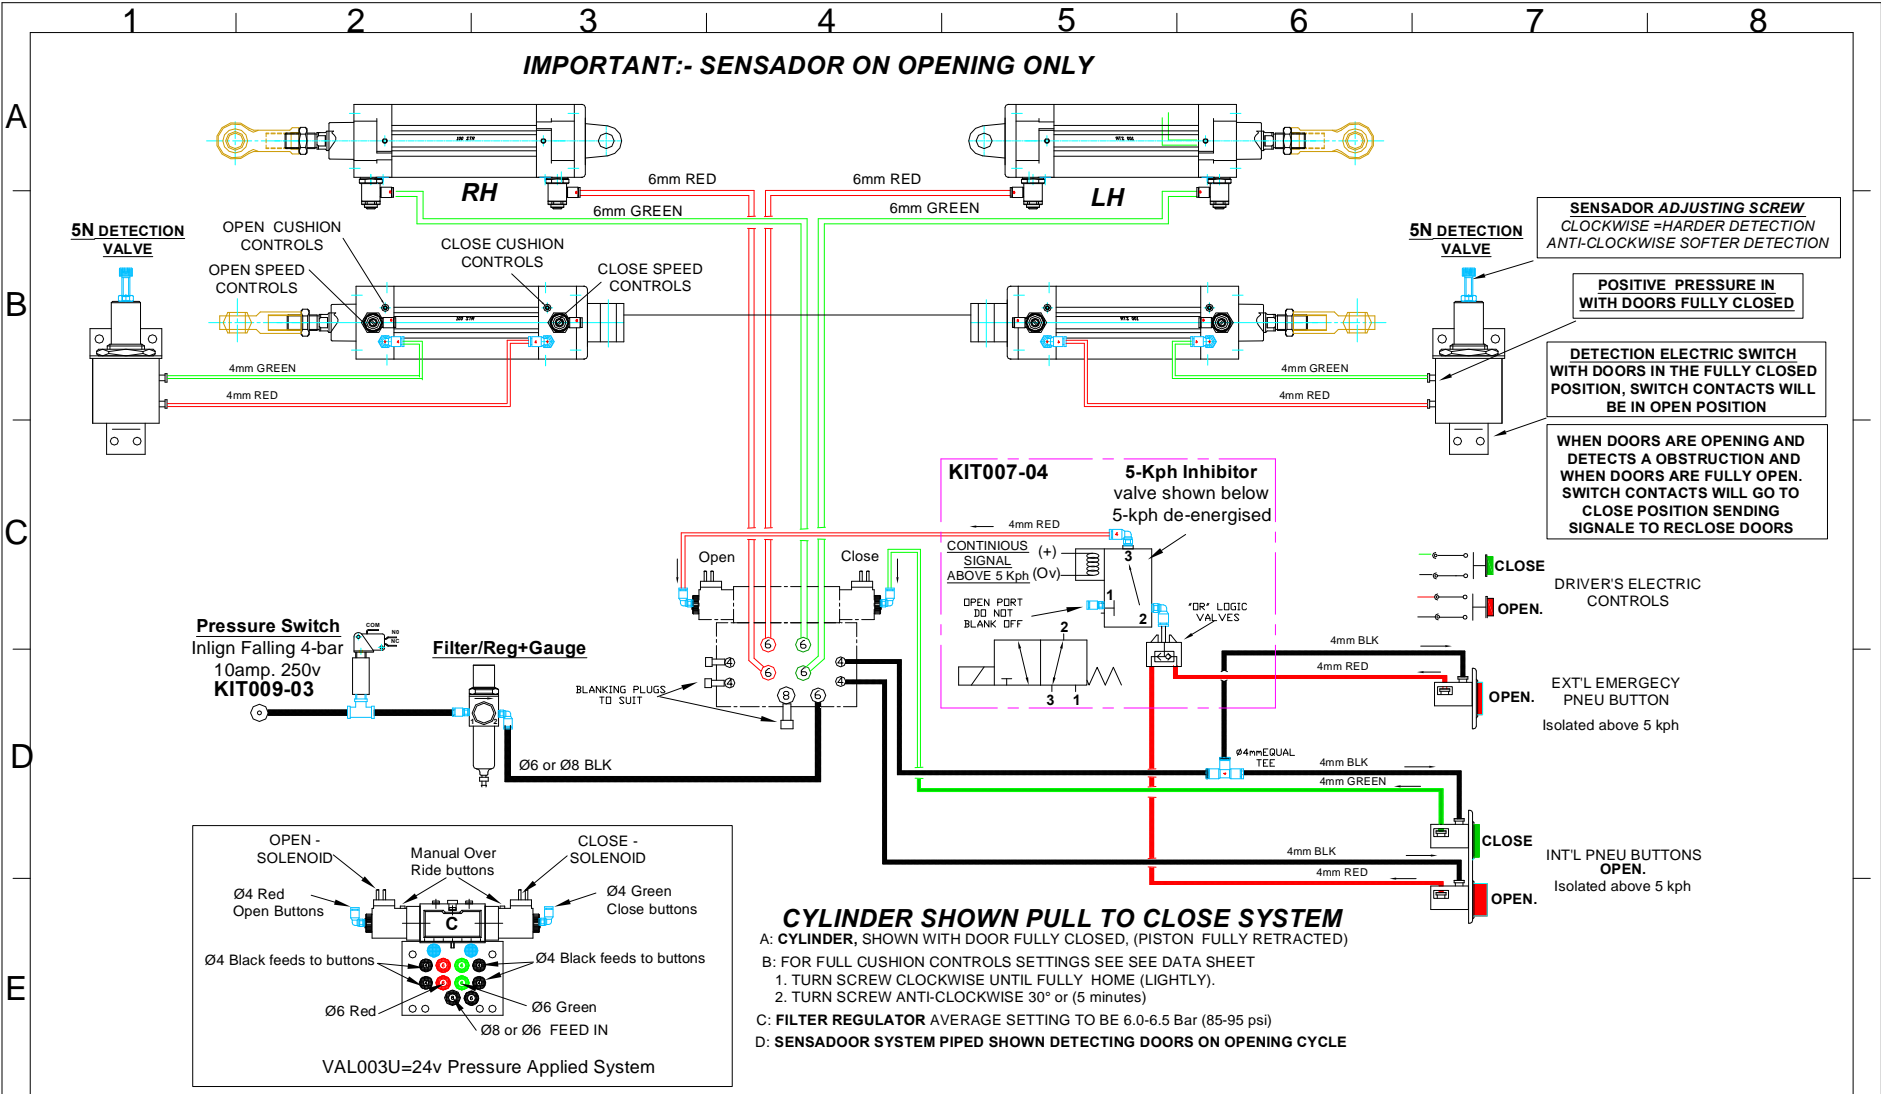 1 2 3 4 5 6 7 8
A
B
C
D
E
IMPORTANT:- SENSADOR ON OPENING ONLY
RH
LH
6mm RED
6mm RED
6mm GREEN
6mm GREEN
5N DETECTION
VALVE
OPEN CUSHION
CONTROLS
OPEN SPEED
CONTROLS
CLOSE CUSHION
CONTROLS
CLOSE SPEED
CONTROLS
4mm GREEN
4mm RED
5N DETECTION
VALVE
4mm GREEN
4mm RED
SENSADOR ADJUSTING SCREW
CLOCKWISE =HARDER DETECTION
ANTI-CLOCKWISE SOFTER DETECTION
POSITIVE PRESSURE IN
WITH DOORS FULLY CLOSED
DETECTION ELECTRIC SWITCH
WITH DOORS IN THE FULLY CLOSED
POSITION, SWITCH CONTACTS WILL
BE IN OPEN POSITION
WHEN DOORS ARE OPENING AND
DETECTS A OBSTRUCTION AND
WHEN DOORS ARE FULLY OPEN.
SWITCH CONTACTS WILL GO TO
CLOSE POSITION SENDING
SIGNALE TO RECLOSE DOORS
KIT007-04
5-Kph Inhibitor
valve shown below
5-kph de-energised
4mm RED
CONTINIOUS
SIGNAL
ABOVE 5 Kph
(+)
(Ov)
3
1
2
OPEN PORT
DO NOT
BLANK OFF
"OR" LOGIC
VALVES
2
3 1
Open
Close
6 6
4 6 6 4
4 8 6 4
BLANKING PLUGS
TO SUIT
Pressure Switch
Inlign Falling 4-bar
10amp. 250v
KIT009-03
COM
NO
NC
Filter/Reg+Gauge
1 2
Ø6 or Ø8 BLK
CLOSE
OPEN.
DRIVER'S ELECTRIC
CONTROLS
4mm BLK
4mm RED
OPEN.
EXT'L EMERGECY
PNEU BUTTON
Isolated above 5 kph
Ø4mmEQUAL
TEE
4mm BLK
4mm GREEN
CLOSE
4mm BLK
4mm RED
OPEN.
INT'L PNEU BUTTONS
OPEN.
Isolated above 5 kph
OPEN -
SOLENOID
Manual Over
Ride buttons
CLOSE -
SOLENOID
Ø4 Red
Open Buttons
C
Ø4 Green
Close buttons
Ø4 Black feeds to buttons
Ø4 Black feeds to buttons
Ø6 Red
Ø6 Green
Ø8 or Ø6 FEED IN
VAL003U=24v Pressure Applied System
CYLINDER SHOWN PULL TO CLOSE SYSTEM
A: CYLINDER, SHOWN WITH DOOR FULLY CLOSED, (PISTON FULLY RETRACTED)
B: FOR FULL CUSHION CONTROLS SETTINGS SEE SEE DATA SHEET
1. TURN SCREW CLOCKWISE UNTIL FULLY HOME (LIGHTLY).
2. TURN SCREW ANTI-CLOCKWISE 30° or (5 minutes)
C: FILTER REGULATOR AVERAGE SETTING TO BE 6.0-6.5 Bar (85-95 psi)
D: SENSADOOR SYSTEM PIPED SHOWN DETECTING DOORS ON OPENING CYCLE